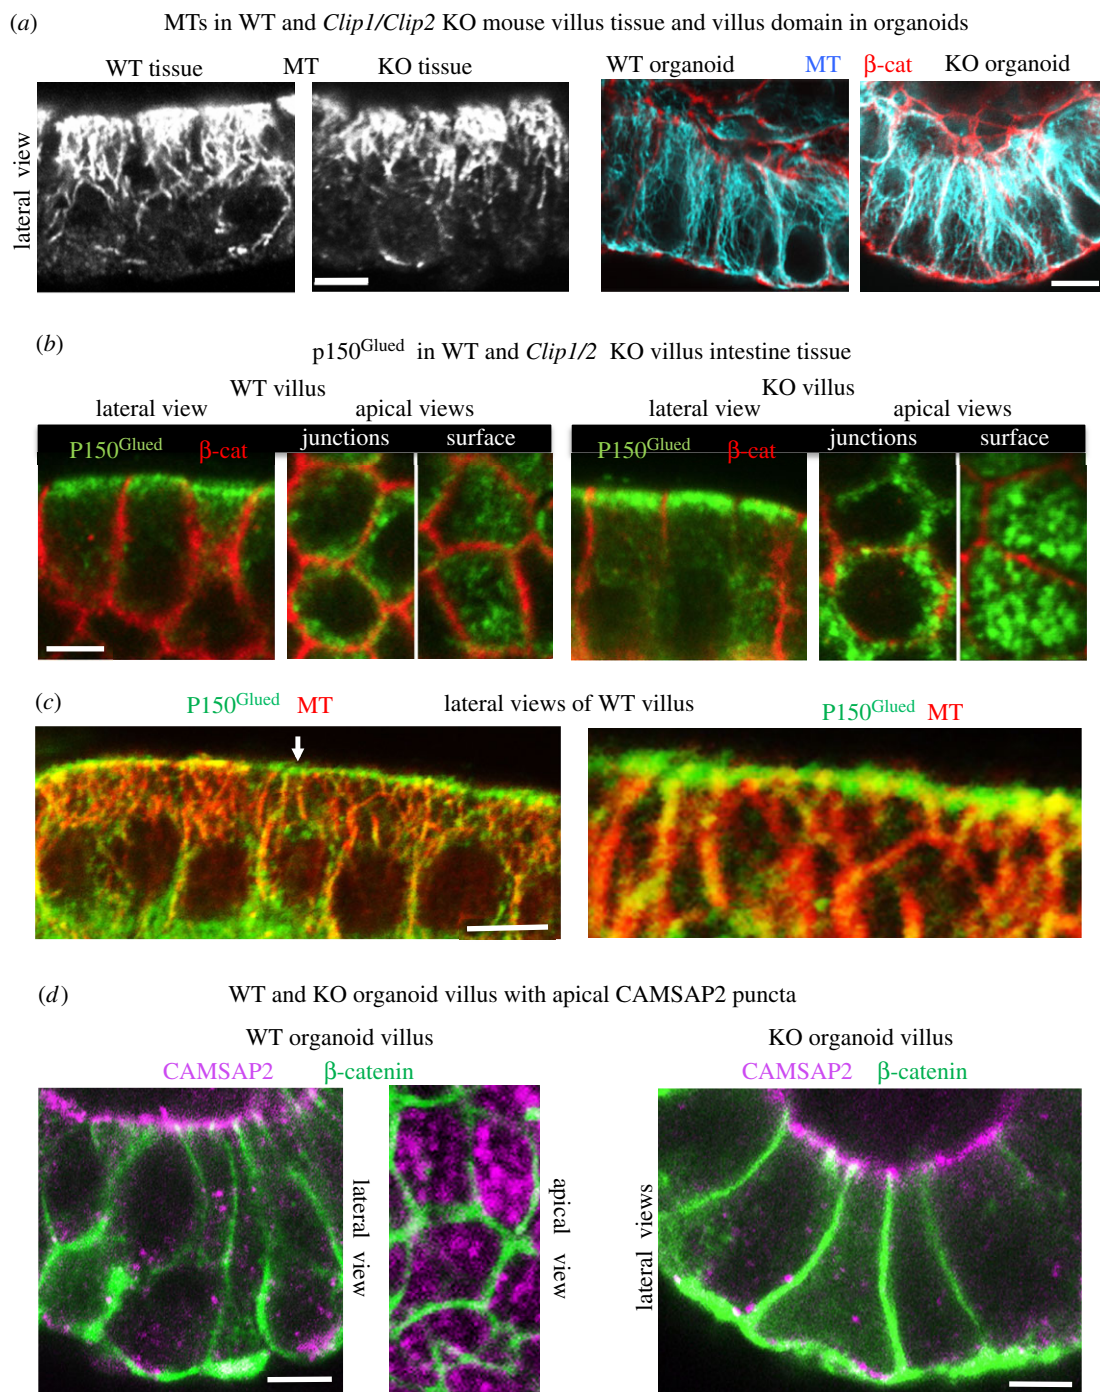 (a) MTs in WT and Clip1/Clip2 KO mouse villus tissue and villus domain in organoids
WT tissue MT KO tissue WT organoid MT β-cat KO organoid
lateral view
(b) p150Glued in WT and Clip1/2 KO villus intestine tissue
WT villus KO villus
lateral view apical views lateral view apical views
P150Glued β-cat junctions surface P150Glued β-cat junctions surface
(c) P150Glued MT lateral views of WT villus P150Glued MT
(d) WT and KO organoid villus with apical CAMSAP2 puncta
WT organoid villus KO organoid villus
CAMSAP2 β-catenin CAMSAP2 β-catenin
lateral view
apical view
lateral views